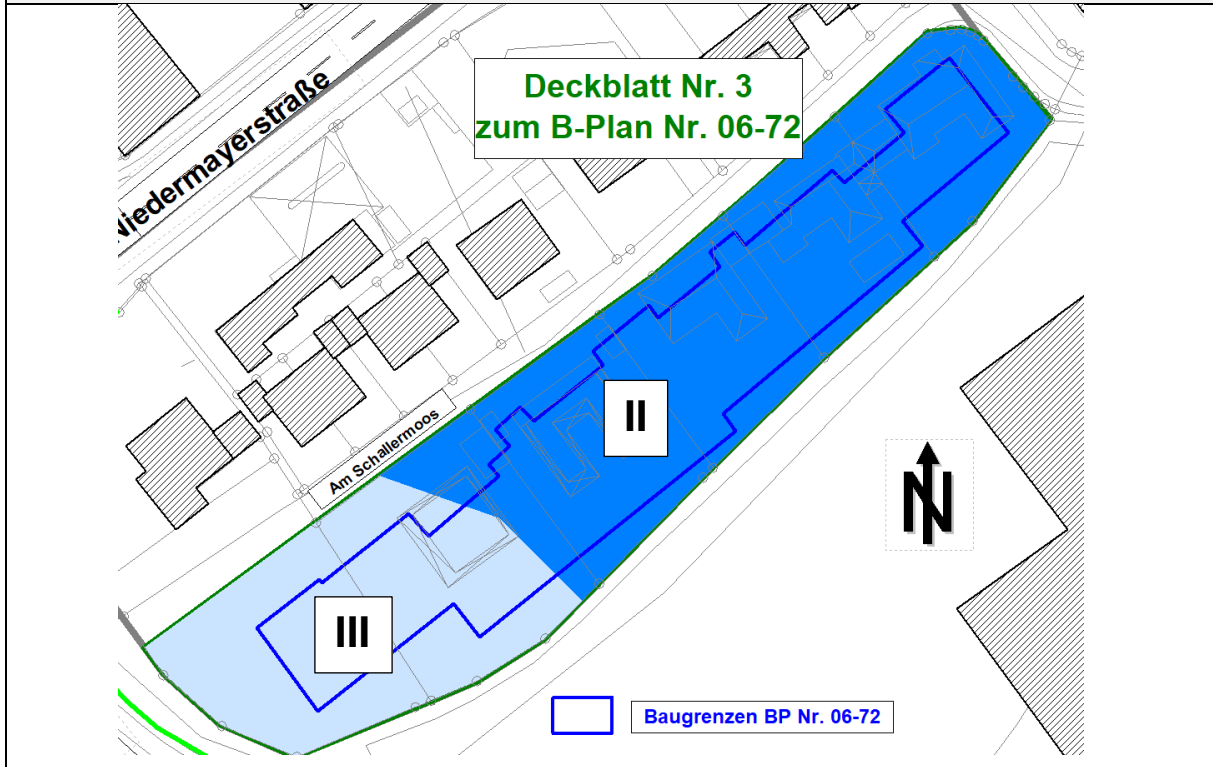 Deckblatt Nr. 3
zum B-Plan Nr. 06-72
Niedermayerstraße
Am Schallermoos
II
III
N
Baugrenzen BP Nr. 06-72